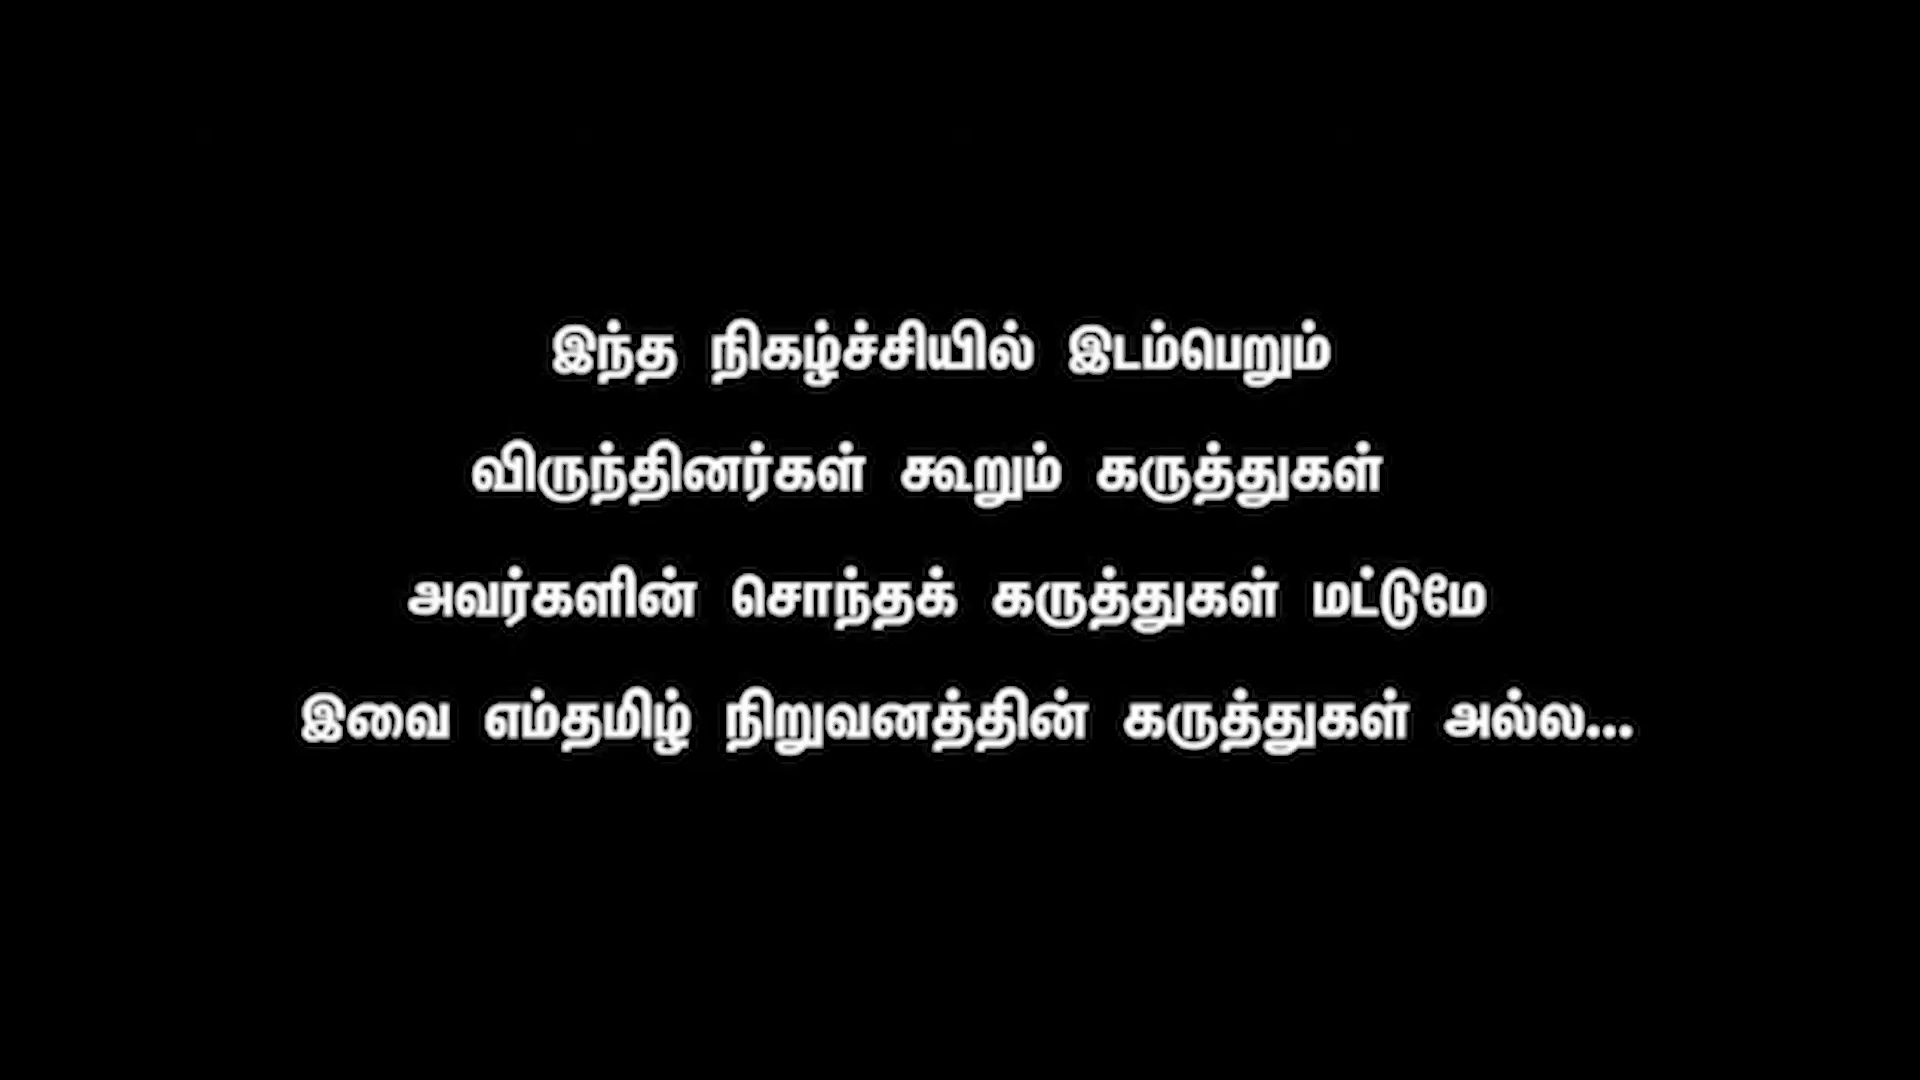 இந்த நிகழ்ச்சியில் இடம்பெறும்
விருந்தினர்கள் கூறும் கருத்துகள்
அவர்களின் சொந்தக் கருத்துகள் மட்டுமே
இவை எம்தமிழ் நிறுவனத்தின் கருத்துகள் அல்ல...